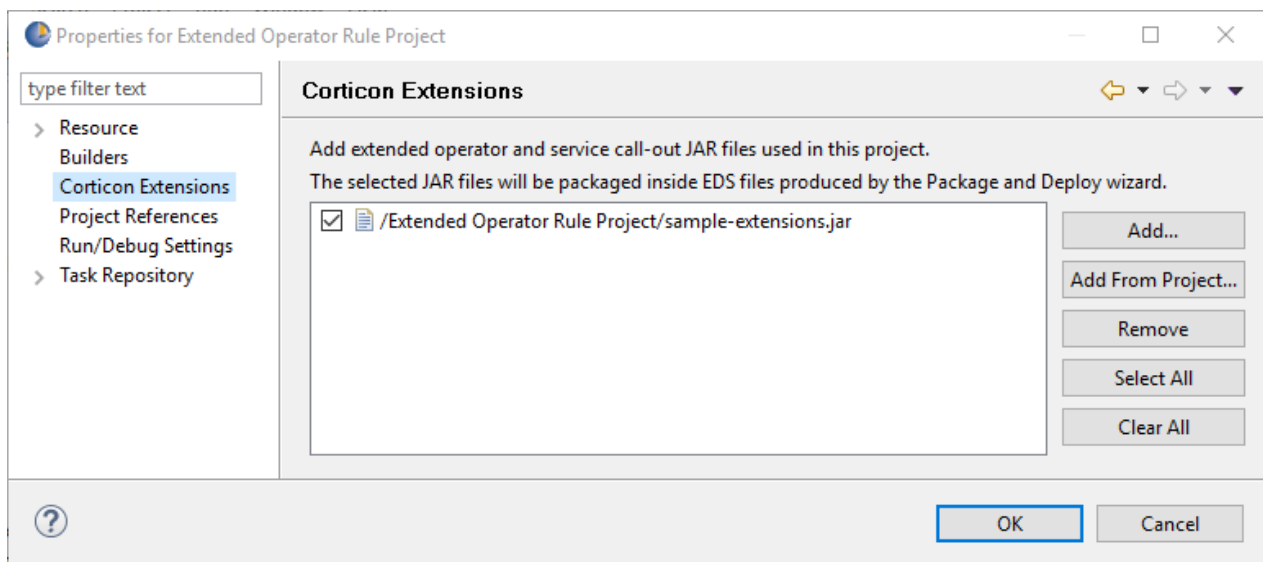 Properties for Extended Operator Rule Project
type filter text
Corticon Extensions
Resource
Builders
Corticon Extensions
Project References
Run/Debug Settings
Task Repository
Add extended operator and service call-out JAR files used in this project.
The selected JAR files will be packaged inside EDS files produced by the Package and Deploy wizard.
/Extended Operator Rule Project/sample-extensions.jar
Add...
Add From Project...
Remove
Select All
Clear All
?
OK
Cancel